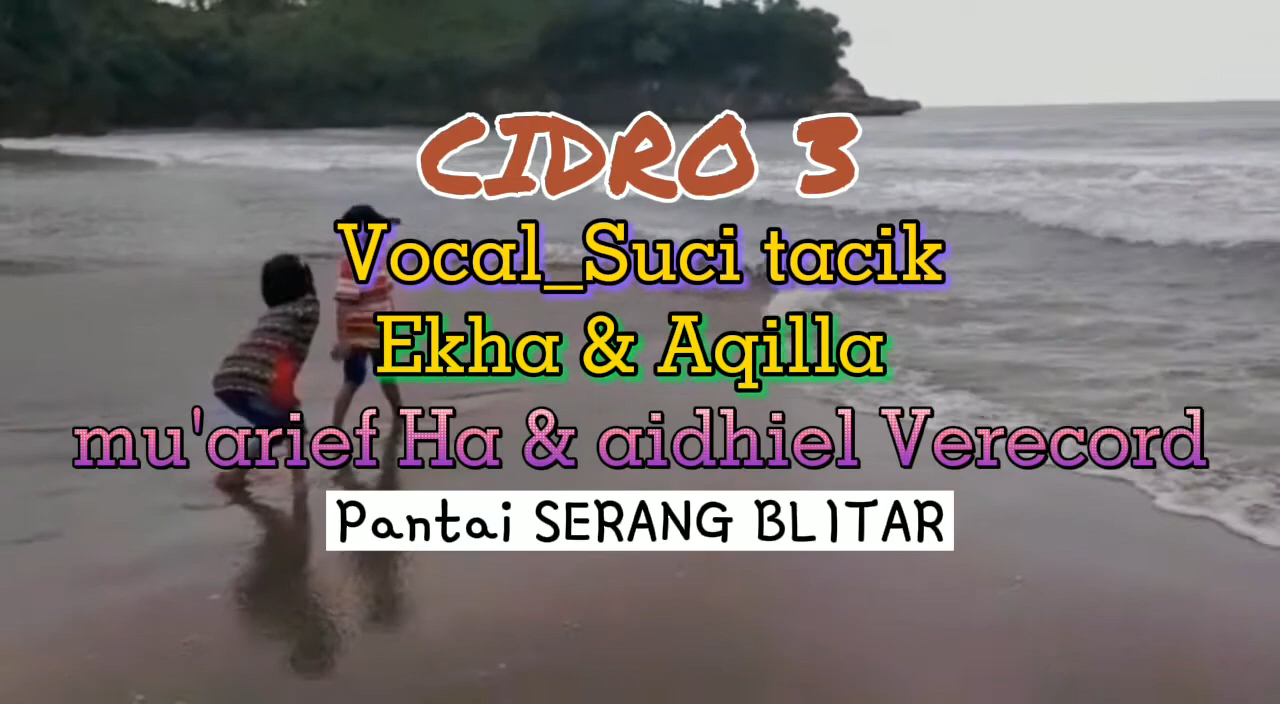 CIDRO 3
Vocal_Suci tacik
Ekha & Aqilla
mu'arief Ha & aidhiel Verecord
Pantai SERANG BLITAR